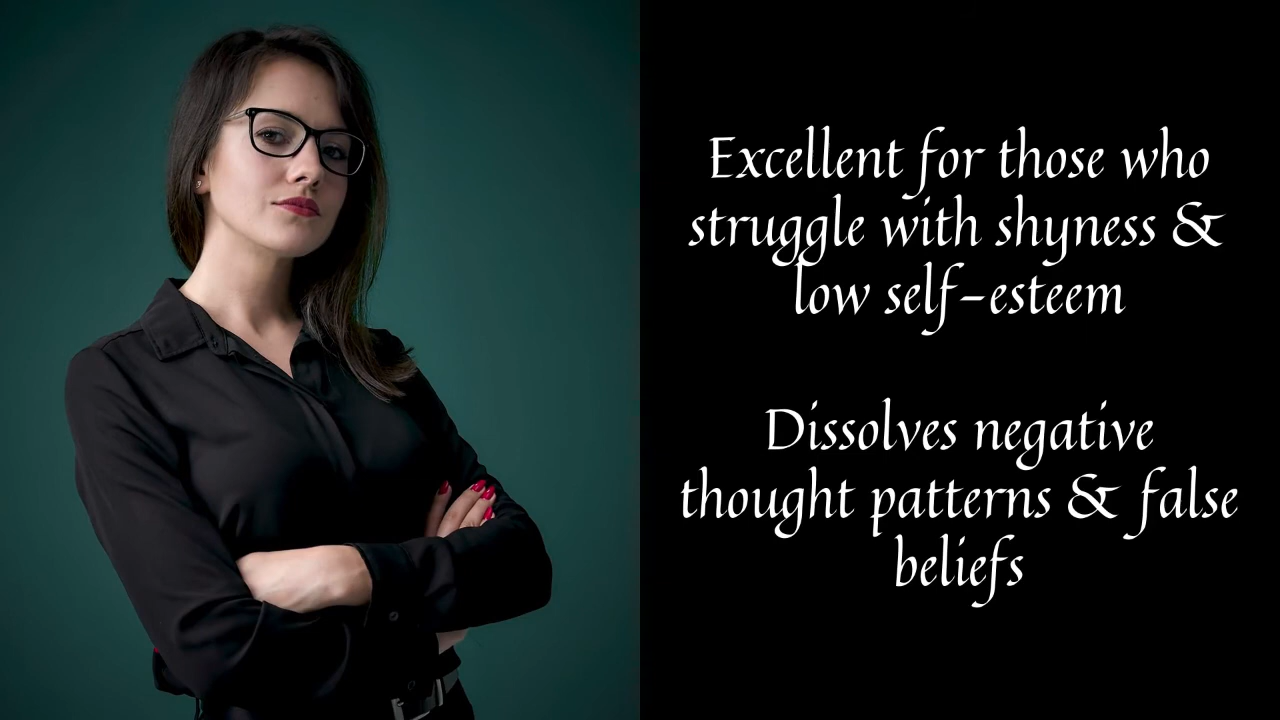 Excellent for those who
struggle with shyness &
low self-esteem
Dissolves negative
thought patterns & false
beliefs